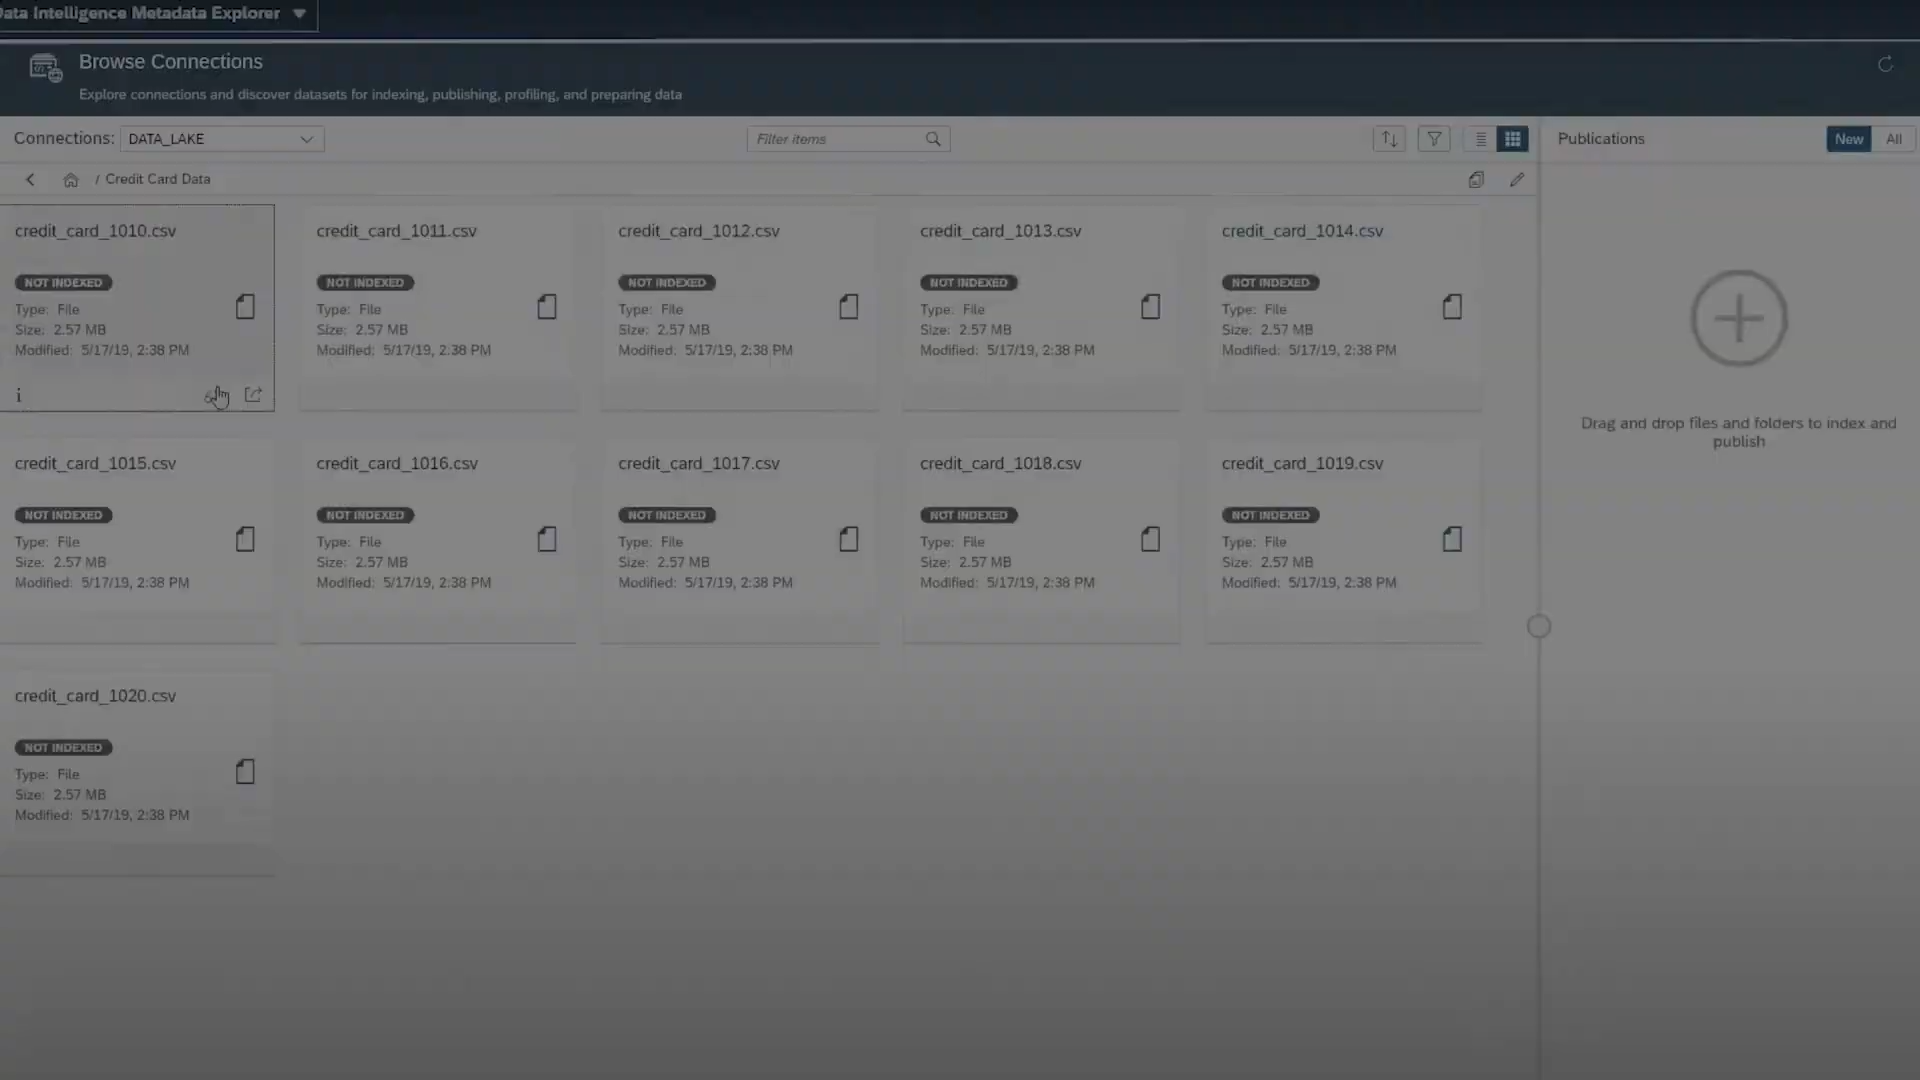 Data Intelligence Metadata Explorer
Browse Connections
Explore connections and discover datasets for indexing, publishing, profiling, and preparing data
Connections: DATA_LAKE
Filter items
Publications
New
All
/ Credit Card Data
credit_card_1010.csv
NOT INDEXED
Type: File
Size: 2.57 MB
Modified: 5/17/19, 2:38 PM
credit_card_1011.csv
NOT INDEXED
Type: File
Size: 2.57 MB
Modified: 5/17/19, 2:38 PM
credit_card_1012.csv
NOT INDEXED
Type: File
Size: 2.57 MB
Modified: 5/17/19, 2:38 PM
credit_card_1013.csv
NOT INDEXED
Type: File
Size: 2.57 MB
Modified: 5/17/19, 2:38 PM
credit_card_1014.csv
NOT INDEXED
Type: File
Size: 2.57 MB
Modified: 5/17/19, 2:38 PM
credit_card_1015.csv
NOT INDEXED
Type: File
Size: 2.57 MB
Modified: 5/17/19, 2:38 PM
credit_card_1016.csv
NOT INDEXED
Type: File
Size: 2.57 MB
Modified: 5/17/19, 2:38 PM
credit_card_1017.csv
NOT INDEXED
Type: File
Size: 2.57 MB
Modified: 5/17/19, 2:38 PM
credit_card_1018.csv
NOT INDEXED
Type: File
Size: 2.57 MB
Modified: 5/17/19, 2:38 PM
credit_card_1019.csv
NOT INDEXED
Type: File
Size: 2.57 MB
Modified: 5/17/19, 2:38 PM
credit_card_1020.csv
NOT INDEXED
Type: File
Size: 2.57 MB
Modified: 5/17/19, 2:38 PM
Drag and drop files and folders to index and
publish